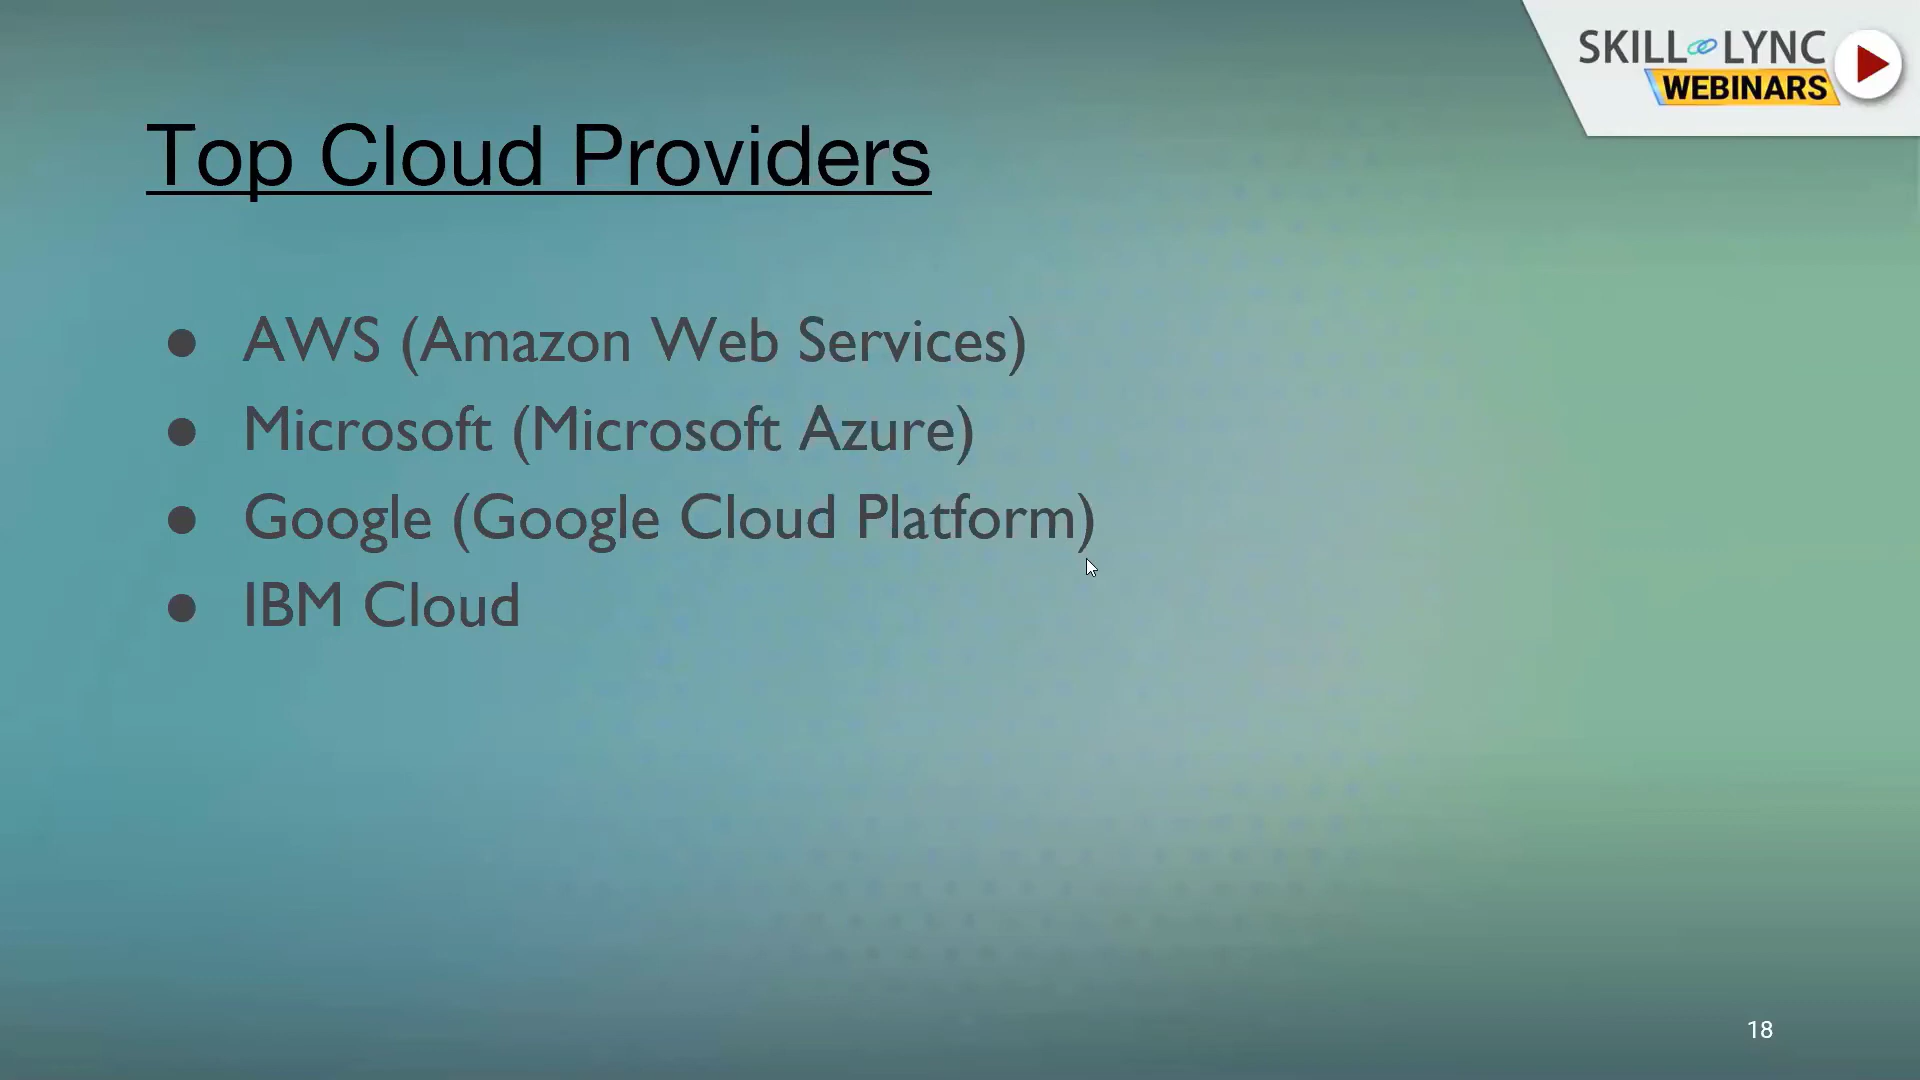 SKILL LYNC
WEBINARS
Top Cloud Providers
● AWS (Amazon Web Services)
● Microsoft (Microsoft Azure)
● Google (Google Cloud Platform)
● IBM Cloud
18